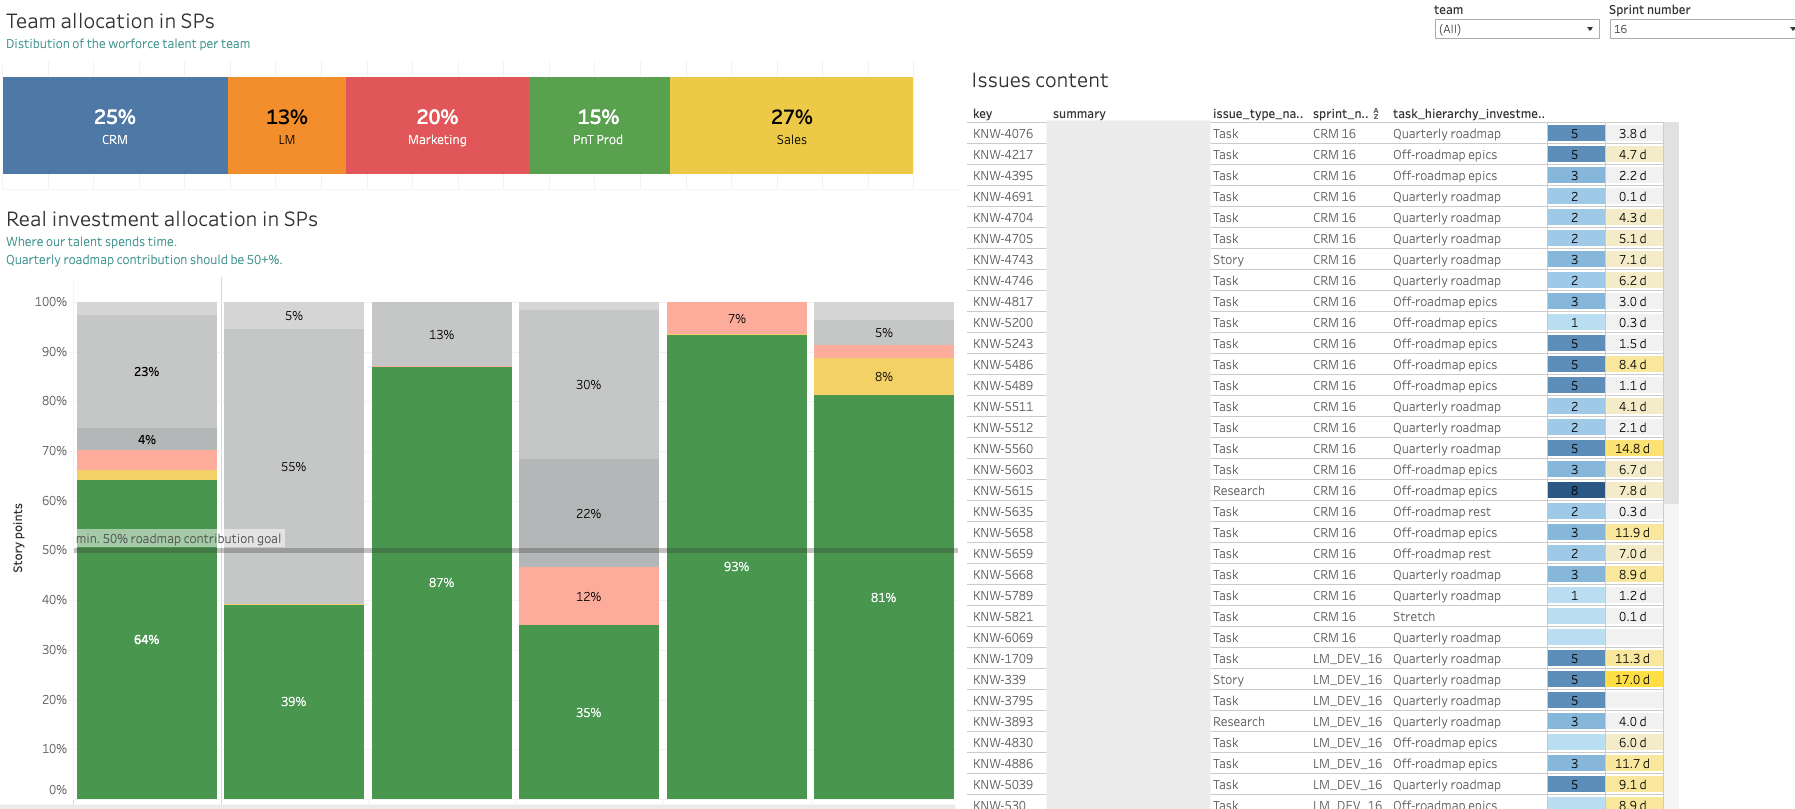 Team allocation in SPs
Distibution of the worforce talent per team
team
Sprint number
(All)
16
25%
CRM
13%
LM
20%
Marketing
15%
PnT Prod
27%
Sales
Real investment allocation in SPs
Where our talent spends time.
Quarterly roadmap contribution should be 50+%.
Story points
100%
90%
80%
70%
60%
50%
40%
30%
20%
10%
0%
min. 50% roadmap contribution goal
23%
4%
64%
5%
55%
39%
13%
87%
30%
22%
12%
35%
7%
93%
5%
8%
81%
Issues content
key summary issue_type_na.. sprint_n.. task_hierarchy_investme..
KNW-4076 Task CRM 16 Quarterly roadmap 5 3.8 d
KNW-4217 Task CRM 16 Off-roadmap epics 5 4.7 d
KNW-4395 Task CRM 16 Off-roadmap epics 3 2.2 d
KNW-4691 Task CRM 16 Quarterly roadmap 2 0.1 d
KNW-4704 Task CRM 16 Quarterly roadmap 2 4.3 d
KNW-4705 Task CRM 16 Quarterly roadmap 2 5.1 d
KNW-4743 Story CRM 16 Quarterly roadmap 3 7.1 d
KNW-4746 Task CRM 16 Quarterly roadmap 2 6.2 d
KNW-4817 Task CRM 16 Off-roadmap epics 3 3.0 d
KNW-5200 Task CRM 16 Off-roadmap epics 1 0.3 d
KNW-5243 Task CRM 16 Off-roadmap epics 5 1.5 d
KNW-5486 Task CRM 16 Off-roadmap epics 5 8.4 d
KNW-5489 Task CRM 16 Off-roadmap epics 5 1.1 d
KNW-5511 Task CRM 16 Quarterly roadmap 2 4.1 d
KNW-5512 Task CRM 16 Quarterly roadmap 2 2.1 d
KNW-5560 Task CRM 16 Quarterly roadmap 5 14.8 d
KNW-5603 Task CRM 16 Off-roadmap epics 3 6.7 d
KNW-5615 Research CRM 16 Off-roadmap epics 8 7.8 d
KNW-5635 Task CRM 16 Off-roadmap rest 2 0.3 d
KNW-5658 Task CRM 16 Off-roadmap epics 3 11.9 d
KNW-5659 Task CRM 16 Off-roadmap rest 2 7.0 d
KNW-5668 Task CRM 16 Quarterly roadmap 3 8.9 d
KNW-5789 Task CRM 16 Quarterly roadmap 1 1.2 d
KNW-5821 Task CRM 16 Stretch 0.1 d
KNW-6069 Task CRM 16 Quarterly roadmap
KNW-1709 Task LM_DEV_16 Quarterly roadmap 5 11.3 d
KNW-339 Story LM_DEV_16 Quarterly roadmap 5 17.0 d
KNW-3795 Task LM_DEV_16 Quarterly roadmap 5
KNW-3893 Research LM_DEV_16 Quarterly roadmap 3 4.0 d
KNW-4830 Task LM_DEV_16 Off-roadmap epics 6.0 d
KNW-4886 Task LM_DEV_16 Off-roadmap epics 3 11.7 d
KNW-5039 Task LM_DEV_16 Quarterly roadmap 5 9.1 d
KNW-530 Task LM_DEV_16 Off-roadmap epics 8.9 d